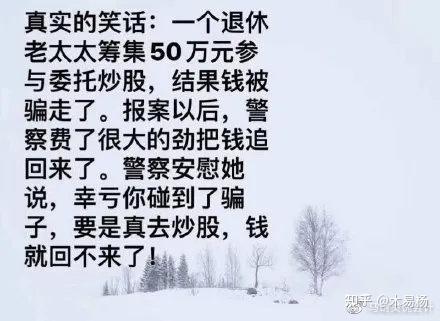 真实的笑话：一个退休
老太太筹集50万元参
与委托炒股，结果钱被
骗走了。报案以后，警
察费了很大的劲把钱追
回来了。警察安慰她
说，幸亏你碰到了骗
子，要是真去炒股，钱
就回不来了！
知乎 @木易杨